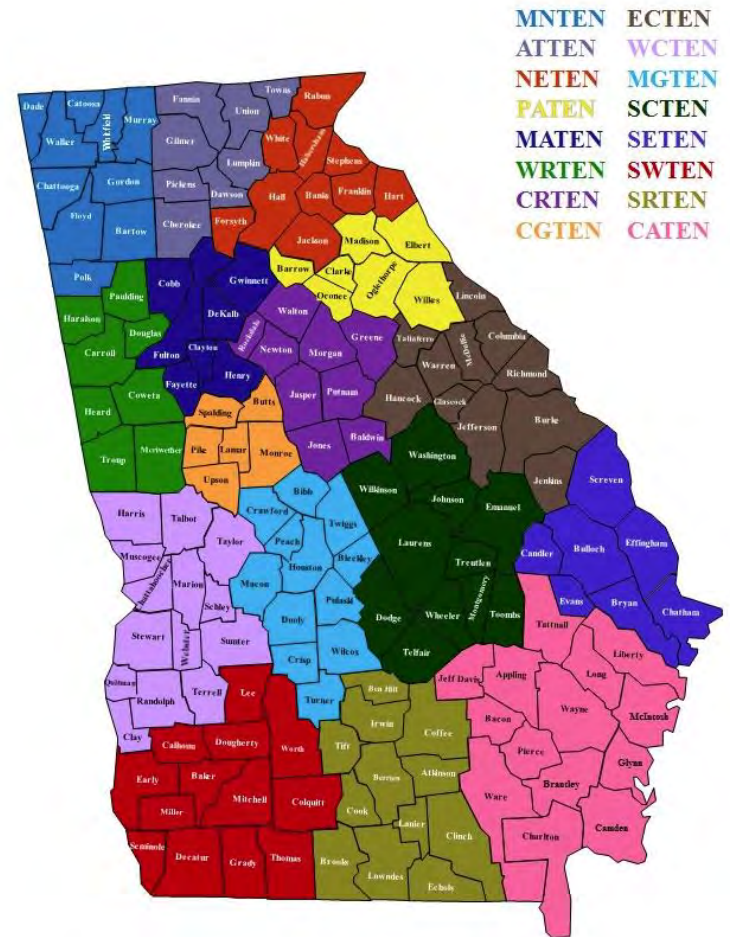 MNTEN ECTEN
ATTEN WCTEN
NETEN MGTEN
PATEN SCTEN
MATEN SETEN
WRTEN SWTEN
CRTEN SRTEN
CGTEN CATEN
Dade
Catoosa
Whitfield
Murray
Walker
Fannin
Union
Towns
Rabun
Gilmer
White
Habersham
Stephens
Lumpkin
Chattooga
Gordon
Pickens
Dawson
Hall
Banks
Franklin
Hart
Floyd
Bartow
Cherokee
Forsyth
Jackson
Madison
Elbert
Polk
Paulding
Cobb
Gwinnett
Barrow
Clarke
Oconee
Oglethorpe
Wilkes
Lincoln
Haralson
Douglas
DeKalb
Rockdale
Walton
Carroll
Fulton
Clayton
Newton
Morgan
Greene
Taliaferro
McDuffie
Columbia
Warren
Richmond
Fayette
Henry
Heard
Coweta
Spalding
Butts
Jasper
Putnam
Hancock
Glascock
Jefferson
Burke
Troup
Meriwether
Pike
Lamar
Monroe
Jones
Baldwin
Washington
Jenkins
Screven
Upson
Harris
Talbot
Crawford
Bibb
Twiggs
Wilkinson
Johnson
Emanuel
Muscogee
Taylor
Peach
Houston
Bleckley
Laurens
Treutlen
Candler
Bulloch
Effingham
Chattahoochee
Marion
Macon
Pulaski
Schley
Dooly
Dodge
Wheeler
Montgomery
Toombs
Evans
Bryan
Chatham
Stewart
Webster
Sumter
Crisp
Wilcox
Telfair
Tattnall
Liberty
Quitman
Randolph
Terrell
Lee
Turner
Ben Hill
Jeff Davis
Appling
Long
Clay
Calhoun
Dougherty
Worth
Tift
Irwin
Coffee
Bacon
Wayne
McIntosh
Early
Baker
Mitchell
Colquitt
Berrien
Atkinson
Pierce
Glynn
Miller
Cook
Lanier
Ware
Brantley
Seminole
Decatur
Grady
Thomas
Brooks
Lowndes
Clinch
Echols
Charlton
Camden